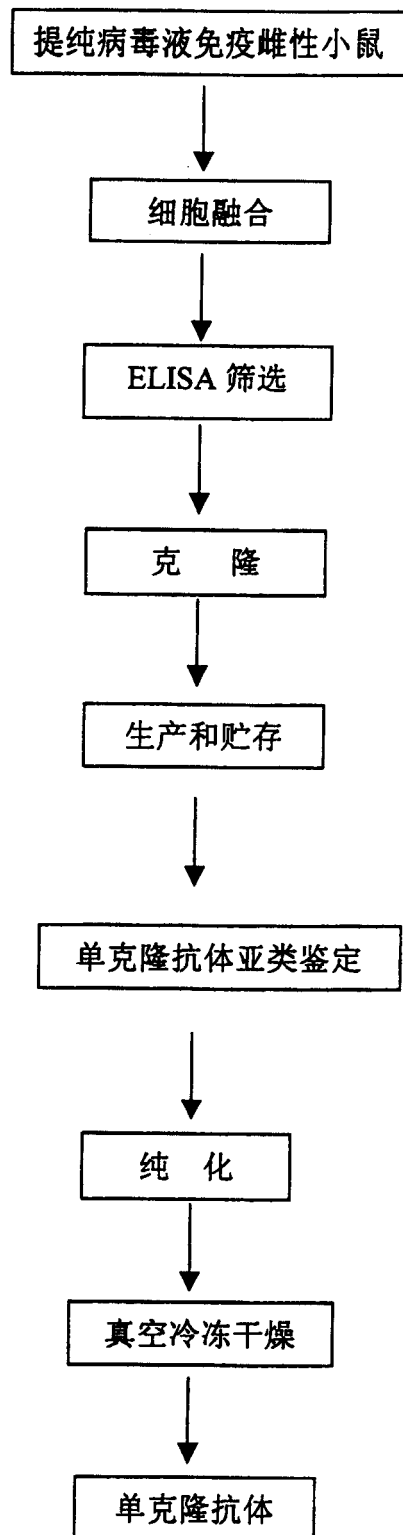 提纯病毒液免疫雌性小鼠
细胞融合
ELISA 筛选
克 隆
生产和贮存
单克隆抗体亚类鉴定
纯 化
真空冷冻干燥
单克隆抗体